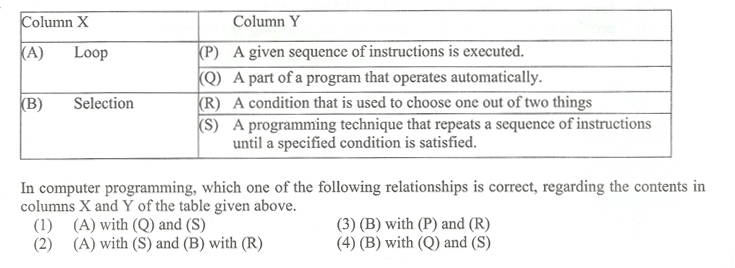 Column X Column Y
(A) Loop (P) A given sequence of instructions is executed.
(Q) A part of a program that operates automatically.
(B) Selection (R) A condition that is used to choose one out of two things
(S) A programming technique that repeats a sequence of instructions
until a specified condition is satisfied.
In computer programming, which one of the following relationships is correct, regarding the contents in
columns X and Y of the table given above.
(1) (A) with (Q) and (S) (3) (B) with (P) and (R)
(2) (A) with (S) and (B) with (R) (4) (B) with (Q) and (S)